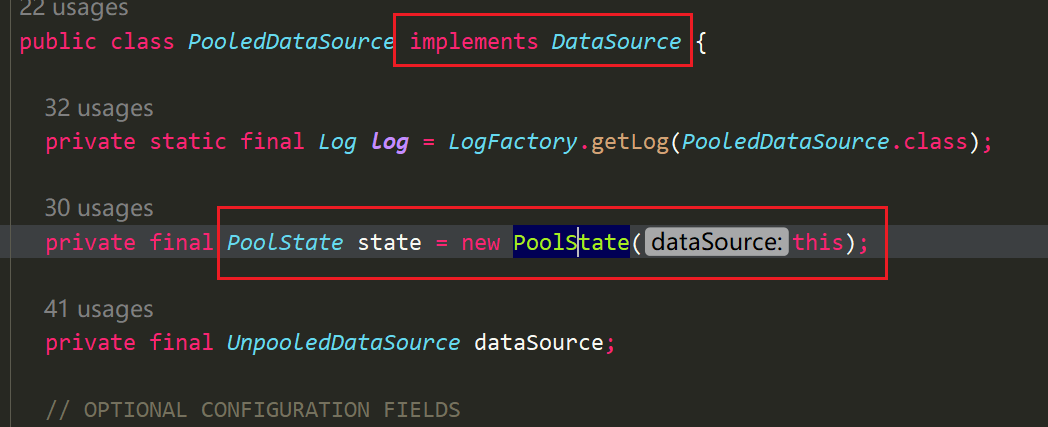 22 usages
public class PooledDataSource implements DataSource {
32 usages
private static final Log log = LogFactory.getLog(PooledDataSource.class);
30 usages
private final PoolState state = new PoolState( dataSource: this);
41 usages
private final UnpooledDataSource dataSource;
// OPTIONAL CONFIGURATION FIELDS